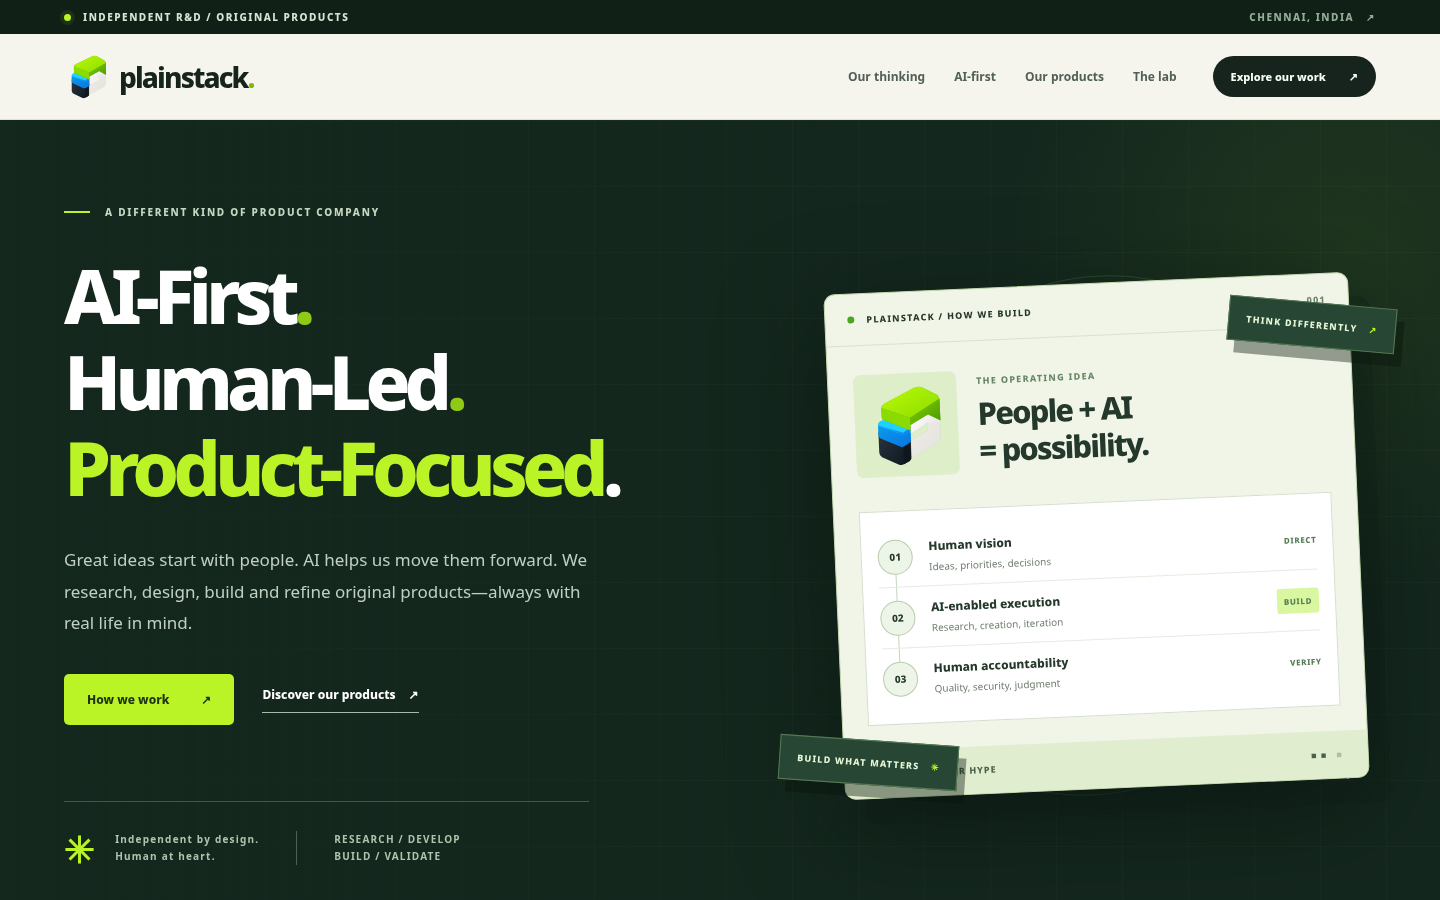 INDEPENDENT R&D / ORIGINAL PRODUCTS
CHENNAI, INDIA ↗
plainstack.
Our thinking
AI-first
Our products
The lab
Explore our work ↗
A DIFFERENT KIND OF PRODUCT COMPANY
AI-First.
Human-Led.
Product-Focused.
Great ideas start with people. AI helps us move them forward. We
research, design, build and refine original products—always with
real life in mind.
How we work ↗
Discover our products ↗
Independent by design.
Human at heart.
RESEARCH / DEVELOP
BUILD / VALIDATE
PLAINSTACK / HOW WE BUILD
THINK DIFFERENTLY ↗
THE OPERATING IDEA
People + AI
= possibility.
01
Human vision
Ideas, priorities, decisions
DIRECT
02
AI-enabled execution
Research, creation, iteration
BUILD
03
Human accountability
Quality, security, judgment
VERIFY
BUILD WHAT MATTERS ✳
HYPE